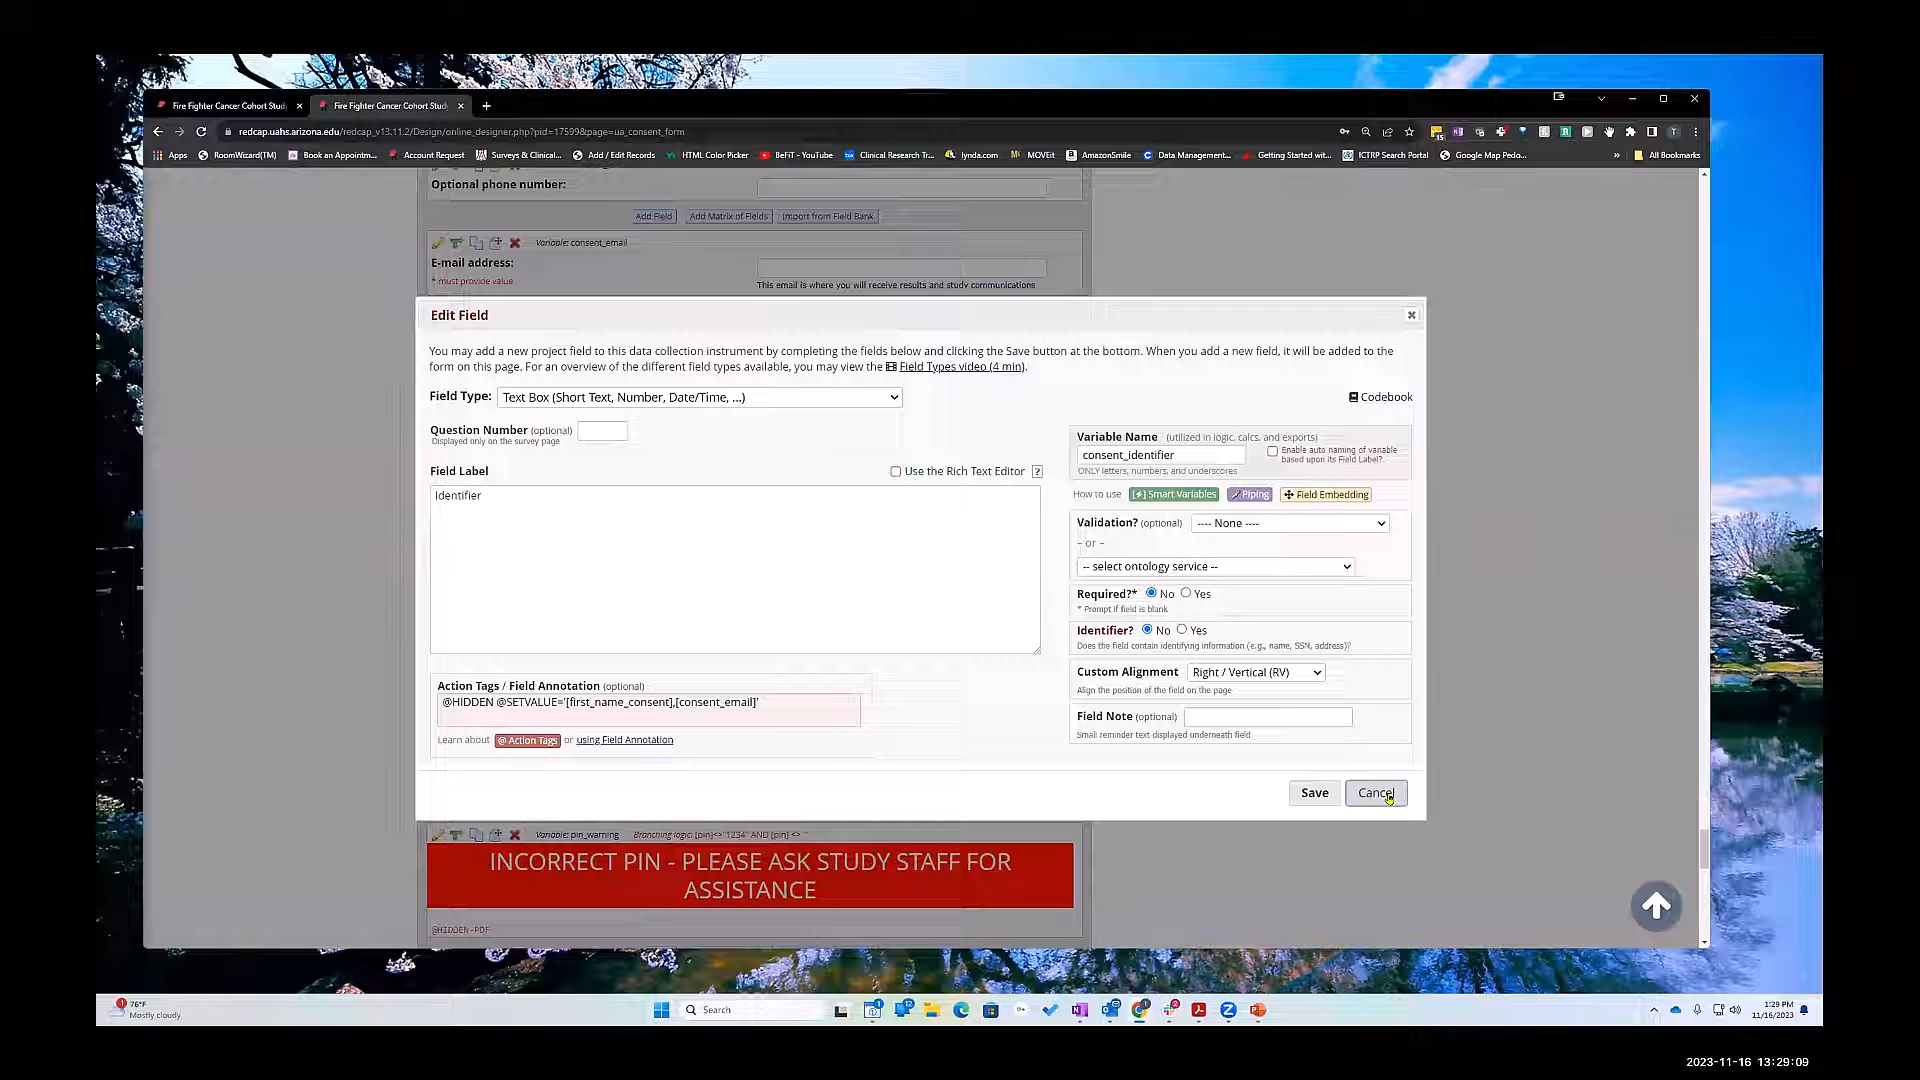 Fire Fighter Cancer Cohort Stud
Fire Fighter Cancer Cohort Stud
redcap.uahs.arizona.edu/redcap_v13.11.2/Design/online_designer.php?pid=17599&page=ua_consent_form
Apps RoomWizard(TM) Book an Appointm... Account Request Surveys & Clinical... Add / Edit Records HTML Color Picker BeFiT - YouTube Clinical Research Tr... lynda.com MOVEit AmazonSmile Data Management... Getting Started wit... ICTRP Search Portal Google Map Pedo... » All Bookmarks
Optional phone number:
Add Field Add Matrix of Fields Import from Field Bank
Variable: consent_email
E-mail address:
* must provide value
This email is where you will receive results and study communications
Edit Field
You may add a new project field to this data collection instrument by completing the fields below and clicking the Save button at the bottom. When you add a new field, it will be added to the
form on this page. For an overview of the different field types available, you may view the Field Types video (4 min).
Field Type: Text Box (Short Text, Number, Date/Time, ...)
Codebook
Question Number (optional)
Displayed only on the survey page
Variable Name (utilized in logic, calcs, and exports)
consent_identifier
Enable auto naming of variable
based upon its Field Label?
ONLY letters, numbers, and underscores
Field Label
Use the Rich Text Editor ?
Identifier
How to use Smart Variables Piping Field Embedding
Validation? (optional) ---- None ----
– or –
-- select ontology service --
Required?* No Yes
* Prompt if field is blank
Identifier? No Yes
Does the field contain identifying information (e.g., name, SSN, address)?
Custom Alignment Right / Vertical (RV)
Align the position of the field on the page
Field Note (optional)
Small reminder text displayed underneath field
Action Tags / Field Annotation (optional)
@HIDDEN @SETVALUE='[first_name_consent],[consent_email]'
Learn about @ Action Tags or using Field Annotation
Save Cancel
Variable: pin_warning Branching logic: [pin]<>"1234" AND [pin] <> ''
INCORRECT PIN - PLEASE ASK STUDY STAFF FOR
ASSISTANCE
@HIDDEN-PDF
76°F
Mostly cloudy
Search
1:29 PM
11/16/2023
2023-11-16 13:29:09